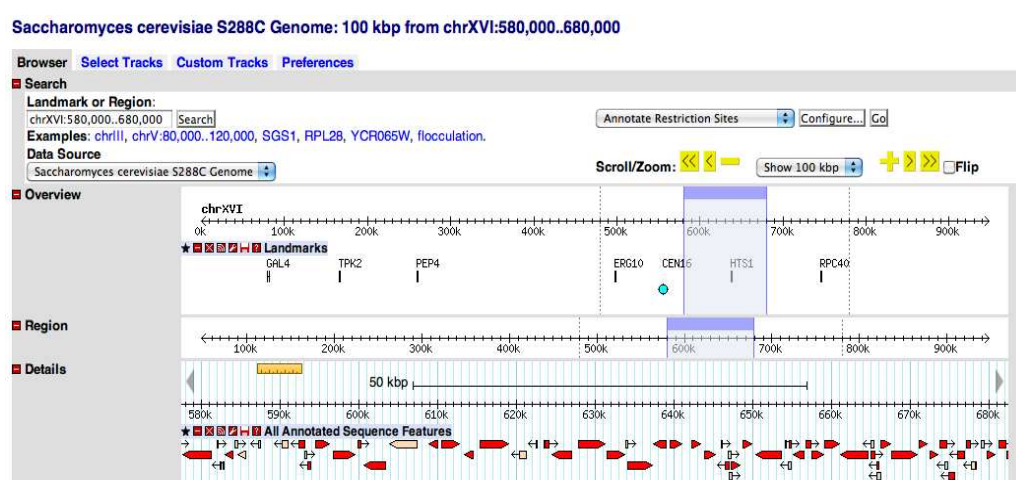 Saccharomyces cerevisiae S288C Genome: 100 kbp from chrXVI:580,000..680,000
Browser Select Tracks Custom Tracks Preferences
Search
Landmark or Region:
chrXVI:580,000..680,000 Search Annotate Restriction Sites Configure... Go
Examples: chrIII, chrV:80,000..120,000, SGS1, RPL28, YCR065W, flocculation.
Data Source
Saccharomyces cerevisiae S288C Genome Scroll/Zoom: Show 100 kbp Flip
Overview
chrXVI
0k 100k 200k 300k 400k 500k 600k 700k 800k 900k
Landmarks
GAL4 TPK2 PEP4 ERG10 CEN16 HTS1 RPC40
Region
100k 200k 300k 400k 500k 600k 700k 800k 900k
Details
50 kbp
580k 590k 600k 610k 620k 630k 640k 650k 660k 670k 680k
All Annotated Sequence Features